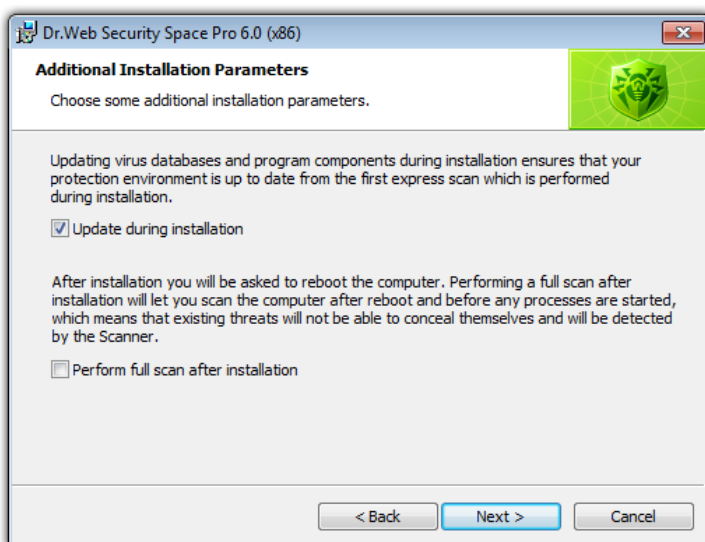 Dr.Web Security Space Pro 6.0 (x86)
Additional Installation Parameters
Choose some additional installation parameters.
Updating virus databases and program components during installation ensures that your
protection environment is up to date from the first express scan which is performed
during installation.
Update during installation
After installation you will be asked to reboot the computer. Performing a full scan after
installation will let you scan the computer after reboot and before any processes are started,
which means that existing threats will not be able to conceal themselves and will be detected
by the Scanner.
Perform full scan after installation
< Back
Next >
Cancel